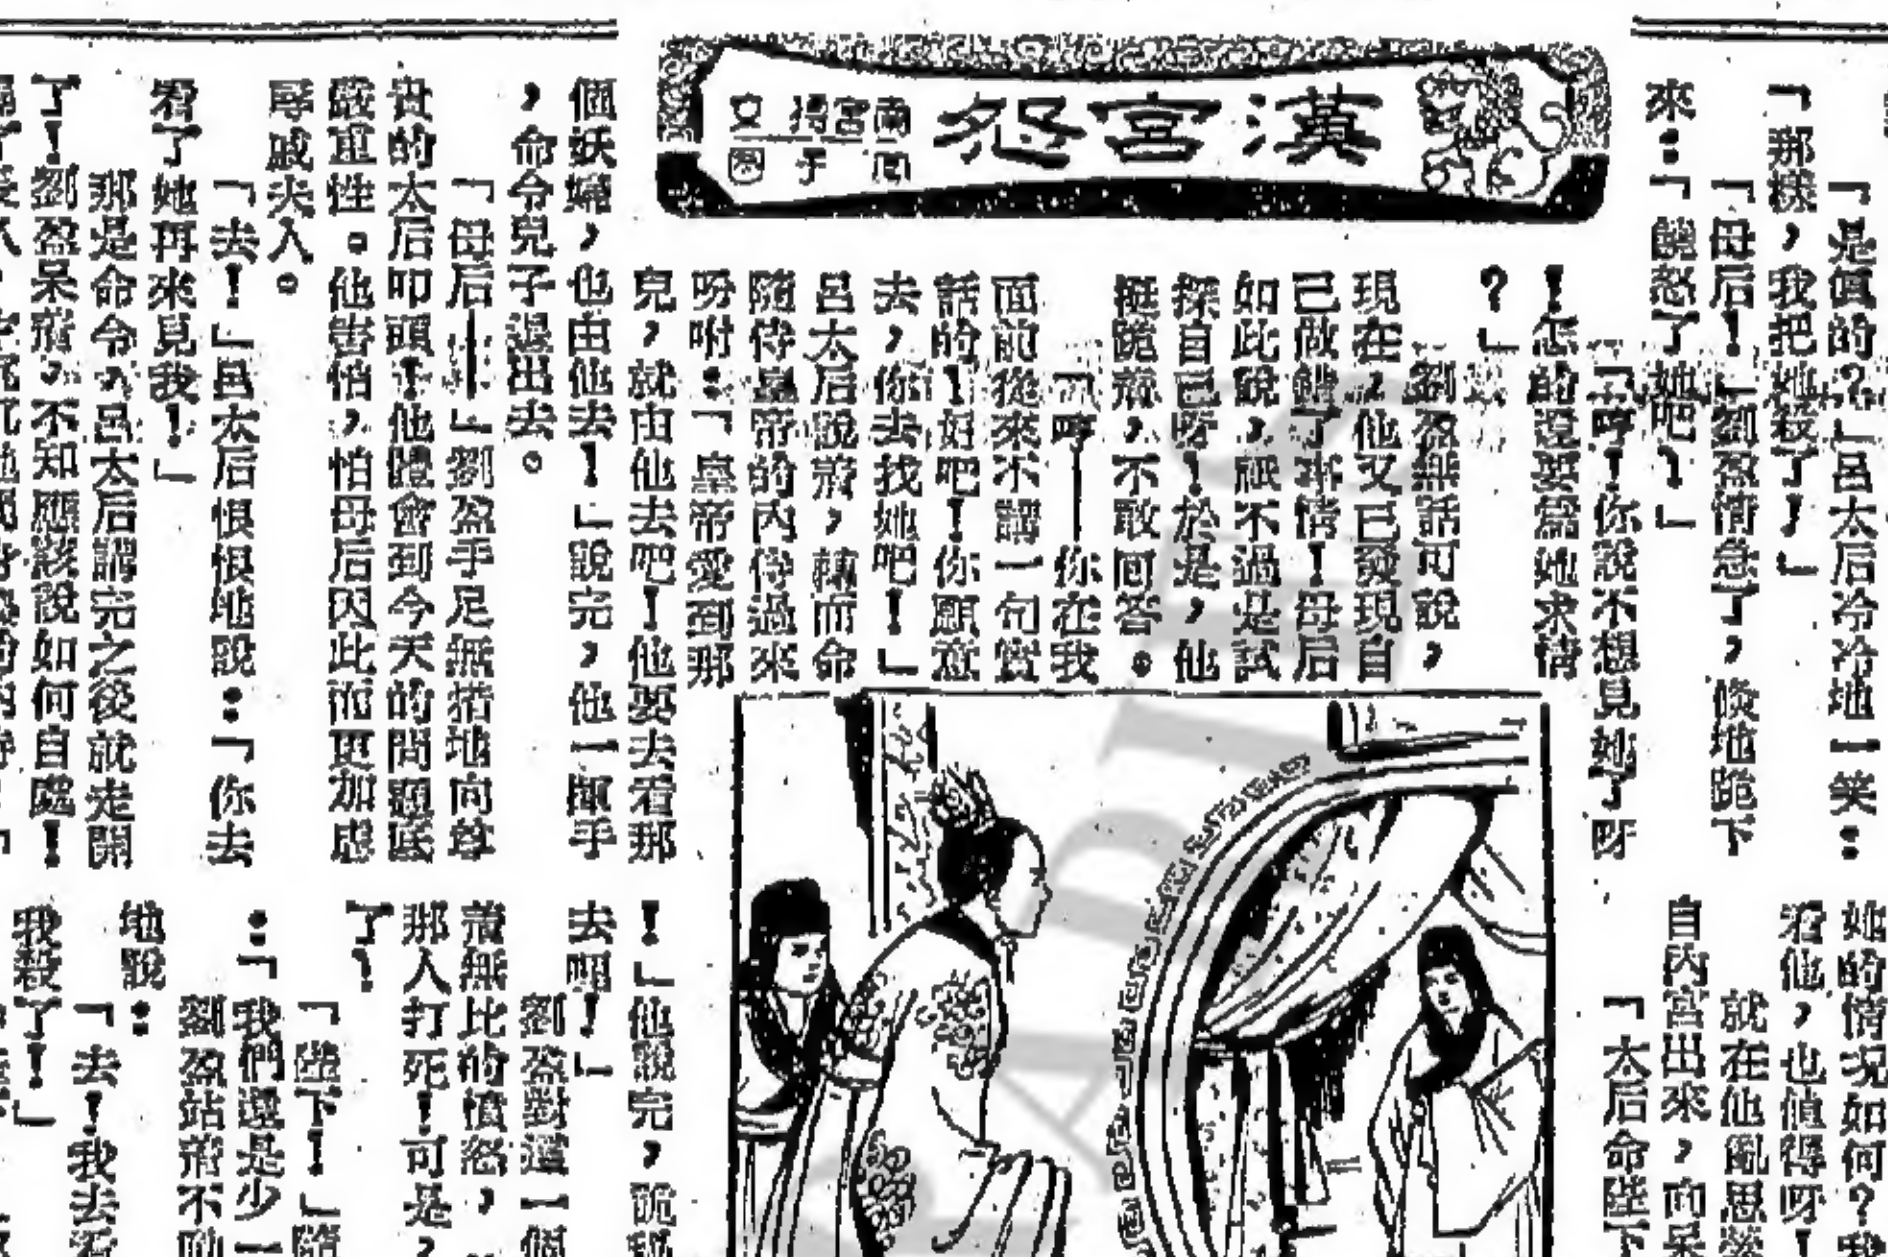 漢宮怨
南宮搏文
圖
「是真的?」呂太后冷冷地一笑:
「那樣,我把她殺了!」
「母后!」劉盈情急了,倏地跪下
來:「饒恕了她吧!」
「哼!你說不想見她了呀
!怎的還要為她求情
?」
劉盈無話可說,
現在,他又已發現自
己做錯了事情!母后
如此說,祇不過是試
探自己呀!於是,他
挺跪着,不敢回答。
「哼——你在我
面前從來不講一句實
話的!好吧!你願意
去,你去找她吧!」
呂太后說着,轉而命
隨侍皇帝的內侍過來
吩咐:「皇帝愛到那
兒,就由他去吧!他要去看那
個妖婦,也由他去!」說完,他一揮手
,命令兒子退出去。
「母后——」劉盈手足無措地向尊
貴的太后叩頭!他體會到今天的問題底
嚴重性。他害怕,怕母后因此而更加虐
辱戚夫人。
「去!」呂太后恨恨地說:「你去
看了她再來見我!」
那是命令,呂太后講完之後就走開
了!劉盈呆着,不知應該說如何自處!
她的情況如何?我
看他,也值得呀!
就在他亂思
自內宮出來,向
「太后命陛下
!」他說完,跪
去喔!」
劉盈對這一個
着無比的憤怒,
那人打死!可是,
了!
「陛下!」隨
:「我們還是少一
劉盈站着不動
地說:
「去!我去看
我殺了!」